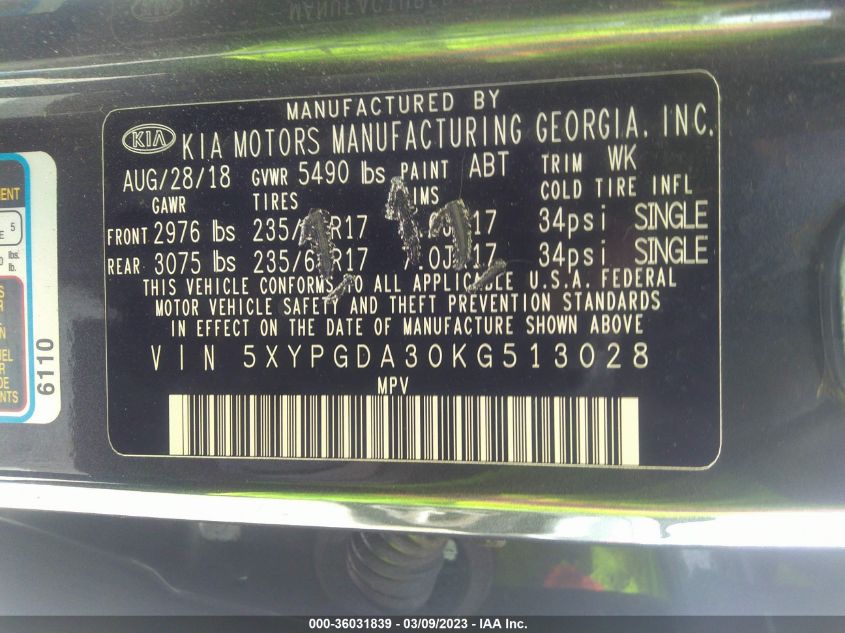 MANUFACTURED BY
KIA KIA MOTORS MANUFACTURING GEORGIA, INC.
AUG/28/18 GVWR 5490 lbs PAINT ABT TRIM WK
GAWR TIRES COLD TIRE INFL
FRONT 2976 lbs 34psi SINGLE
REAR 3075 lbs 34psi SINGLE
THIS VEHICLE CONFORMS TO ALL APPLICABLE U.S.A. FEDERAL
MOTOR VEHICLE SAFETY AND THEFT PREVENTION STANDARDS
IN EFFECT ON THE DATE OF MANUFACTURE SHOWN ABOVE
VIN 5XYPGDA30KG513028
MPV
6110
000-36031839 - 03/09/2023 - IAA Inc.